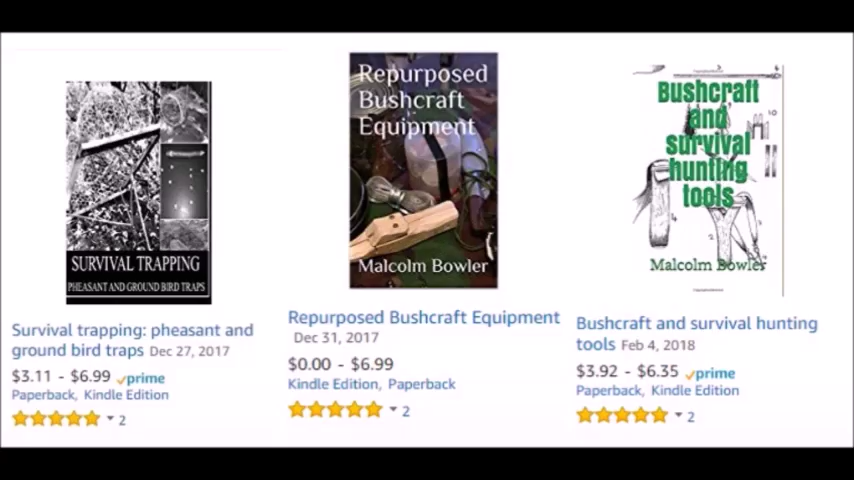 SURVIVAL TRAPPING
PHEASANT AND GROUND BIRD TRAPS
Survival trapping: pheasant and
ground bird traps Dec 27, 2017
$3.11 - $6.99 prime
Paperback, Kindle Edition
2
Repurposed
Bushcraft
Equipment
Malcolm Bowler
Repurposed Bushcraft Equipment
Dec 31, 2017
$0.00 - $6.99
Kindle Edition, Paperback
2
Bushcraft
and
survival
hunting
tools
Malcolm Bowler
Bushcraft and survival hunting
tools Feb 4, 2018
$3.92 - $6.35 prime
Paperback, Kindle Edition
2